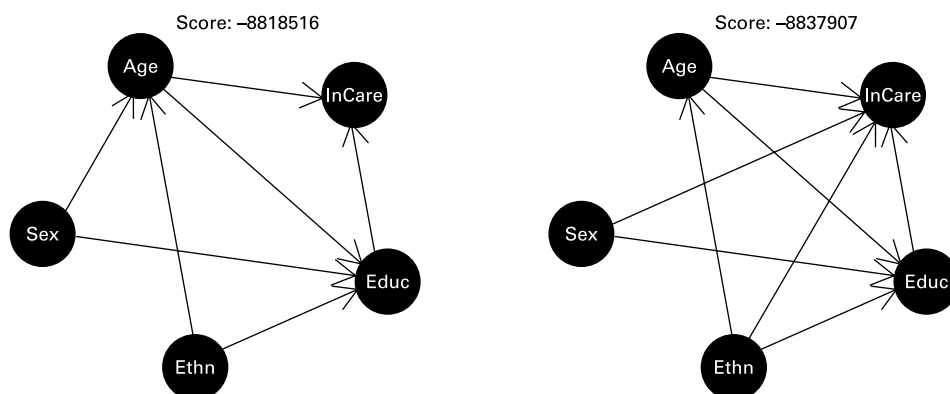 Score: –8818516
Age
InCare
Sex
Educ
Ethn
Score: –8837907
Age
InCare
Sex
Educ
Ethn